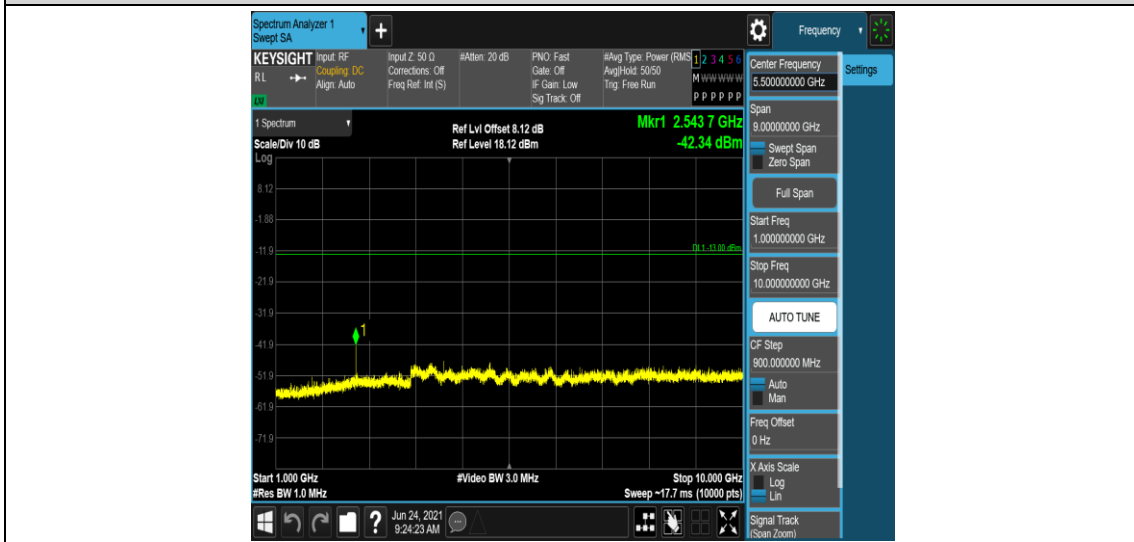 Spectrum Analyzer 1
Swept SA
+
Frequency
KEYSIGHT
RL
Input: RF
Coupling: DC
Align: Auto
Input Z: 50 Ω
Corrections: Off
Freq Ref: Int (S)
#Atten: 20 dB
PNO: Fast
Gate: Off
IF Gain: Low
Sig Track: Off
#Avg Type: Power (RMS
Avg|Hold: 50/50
Trig: Free Run
1 2 3 4 5 6
M W W W W W
P P P P P P
Center Frequency
5.500000000 GHz
Settings
Span
9.00000000 GHz
Swept Span
Zero Span
Full Span
Start Freq
1.000000000 GHz
Stop Freq
10.000000000 GHz
AUTO TUNE
CF Step
900.000000 MHz
Auto
Man
Freq Offset
0 Hz
X Axis Scale
Log
Lin
Signal Track
(Span Zoom)
1 Spectrum
Scale/Div 10 dB
Log
Ref Lvl Offset 8.12 dB
Ref Level 18.12 dBm
Mkr1 2.543 7 GHz
-42.34 dBm
8.12
-1.88
-11.9
DL1 -13.00 dBm
-21.9
-31.9
1
-41.9
-51.9
-61.9
-71.9
Start 1.000 GHz
#Res BW 1.0 MHz
#Video BW 3.0 MHz
Stop 10.000 GHz
Sweep ~17.7 ms (10000 pts)
?
Jun 24, 2021
9:24:23 AM